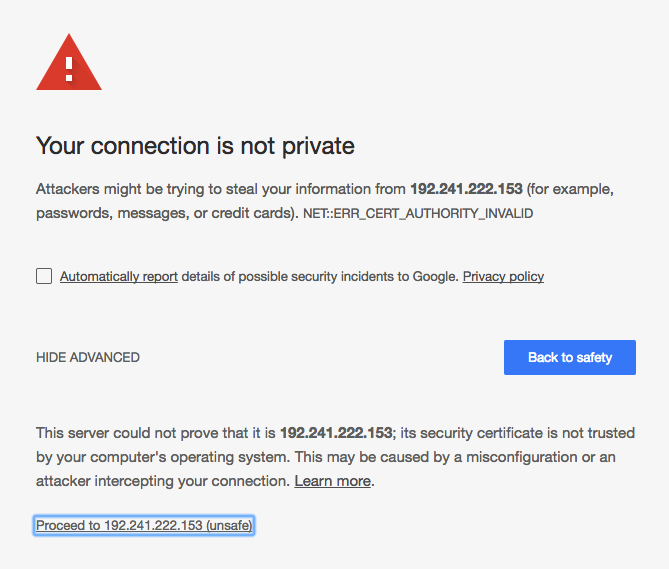 Your connection is not private
Attackers might be trying to steal your information from 192.241.222.153 (for example,
passwords, messages, or credit cards). NET::ERR_CERT_AUTHORITY_INVALID
Automatically report details of possible security incidents to Google. Privacy policy
HIDE ADVANCED
Back to safety
This server could not prove that it is 192.241.222.153; its security certificate is not trusted
by your computer's operating system. This may be caused by a misconfiguration or an
attacker intercepting your connection. Learn more.
Proceed to 192.241.222.153 (unsafe)